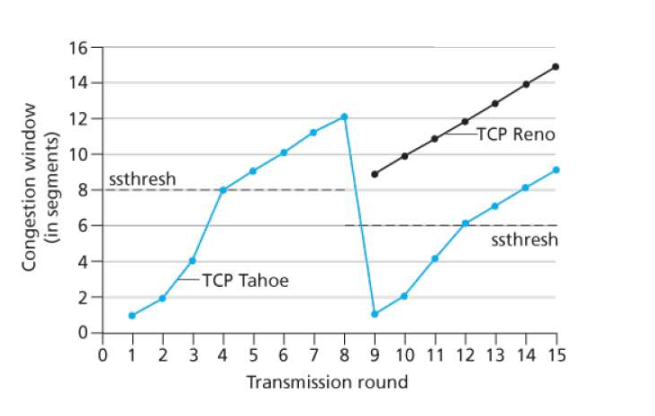 Congestion window
(in segments)
16
14
12
10
8
6
4
2
0
ssthresh
TCP Reno
ssthresh
TCP Tahoe
0 1 2 3 4 5 6 7 8 9 10 11 12 13 14 15
Transmission round